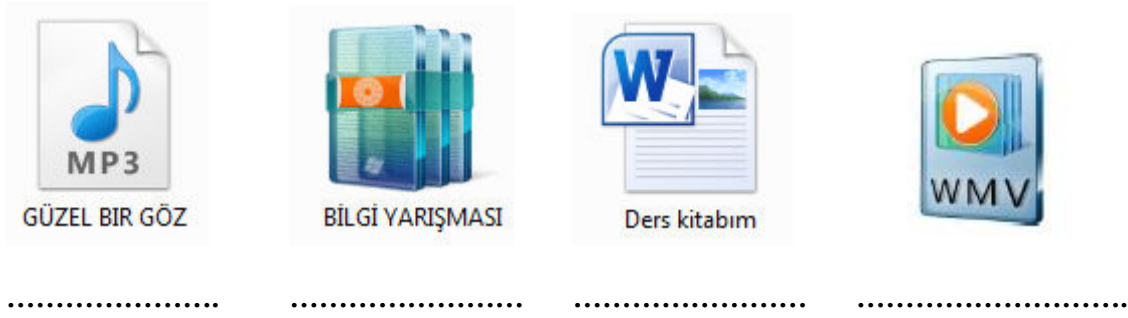 MP3
GÜZEL BIR GÖZ
BİLGİ YARIŞMASI
W
Ders kitabım
WMV
...................... ........................ ........................ ............................